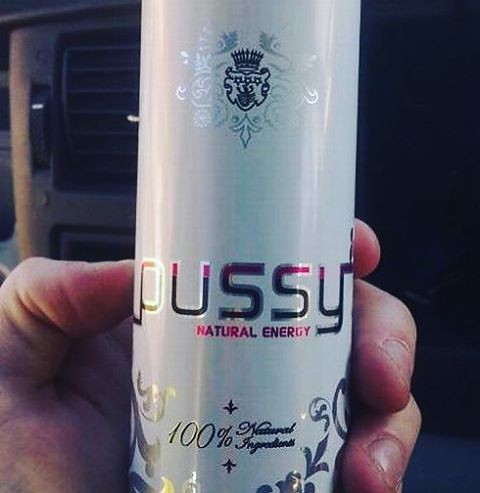 pussy
NATURAL ENERGY
100% Natural
Ingredients